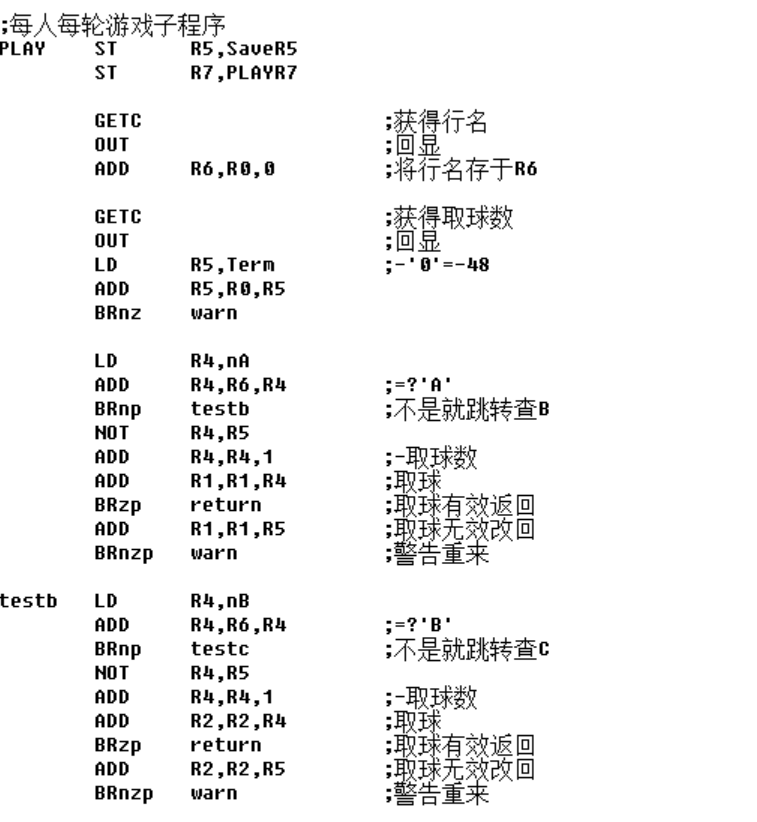 ;每人每轮游戏子程序
PLAY ST R5,SaveR5
ST R7,PLAYR7
GETC ;获得行名
OUT ;回显
ADD R6,R0,0 ;将行名存于R6
GETC ;获得取球数
OUT ;回显
LD R5,Term ;-'0'=-48
ADD R5,R0,R5
BRnz warn
LD R4,nA
ADD R4,R6,R4 ;=?'A'
BRnp testb ;不是就跳转查B
NOT R4,R5
ADD R4,R4,1 ;-取球数
ADD R1,R1,R4 ;取球
BRzp return ;取球有效返回
ADD R1,R1,R5 ;取球无效改回
BRnzp warn ;警告重来
testb LD R4,nB
ADD R4,R6,R4 ;=?'B'
BRnp testc ;不是就跳转查C
NOT R4,R5
ADD R4,R4,1 ;-取球数
ADD R2,R2,R4 ;取球
BRzp return ;取球有效返回
ADD R2,R2,R5 ;取球无效改回
BRnzp warn ;警告重来